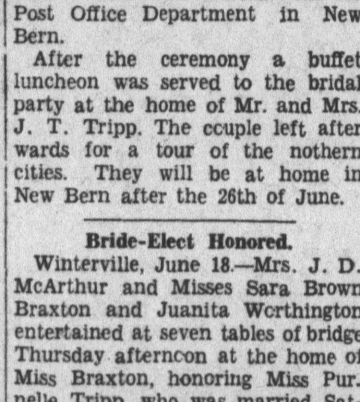 Post Office Department in New
Bern.
After the ceremony a buffet
luncheon was served to the bridal
party at the home of Mr. and Mrs.
J. T. Tripp. The couple left after
wards for a tour of the nothern
cities. They will be at home in
New Bern after the 26th of June.
Bride-Elect Honored.
Winterville, June 18.—Mrs. J. D.
McArthur and Misses Sara Brown
Braxton and Juanita Worthington
entertained at seven tables of bridge
Thursday afternoon at the home of
Miss Braxton, honoring Miss Pur-
nelle Tripp, who was married Sat-